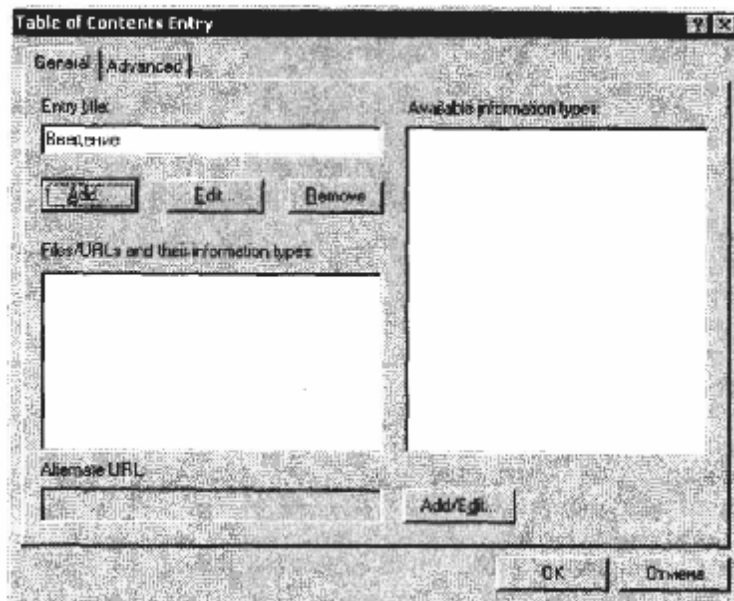 Table of Contents Entry
General Advanced
Entry title:
Введение
Add... Edit... Remove
Files/URLs and their information types:
Alternate URL:
Available information types:
Add/Edit...
OK Отмена